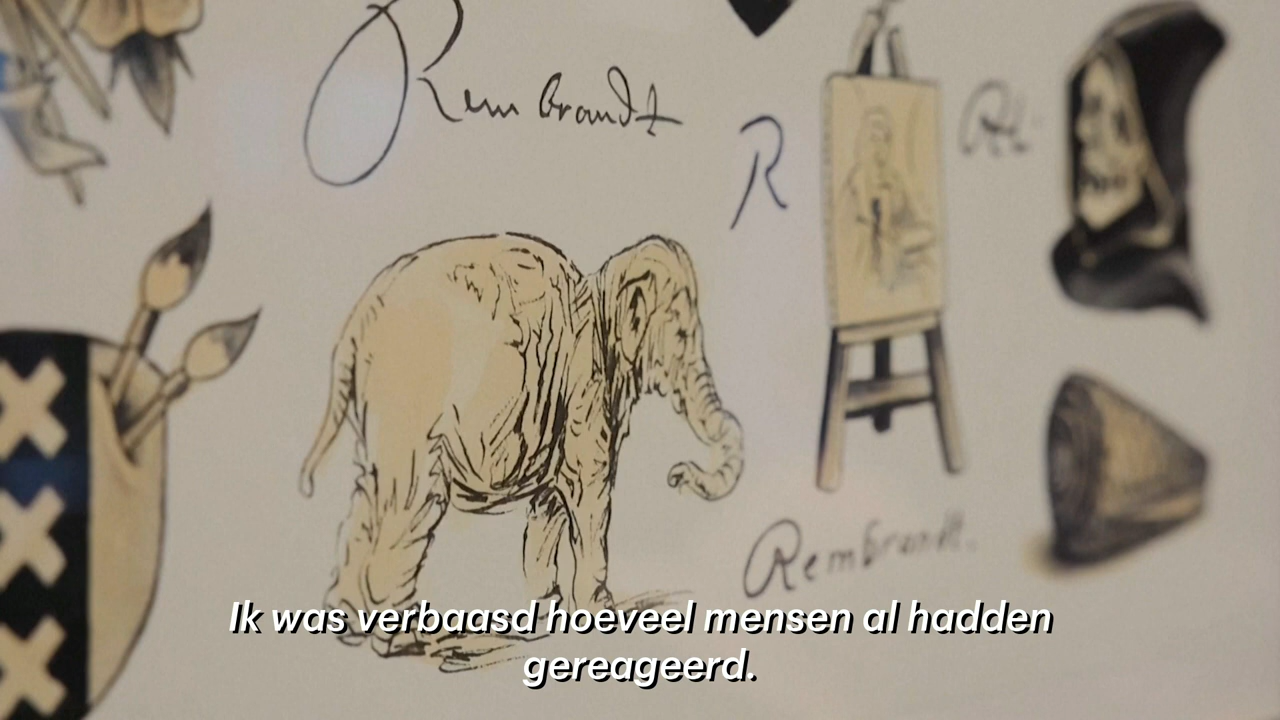 Rembrandt
R
Rembrandt.
Ik was verbaasd hoeveel mensen al hadden
gereageerd.